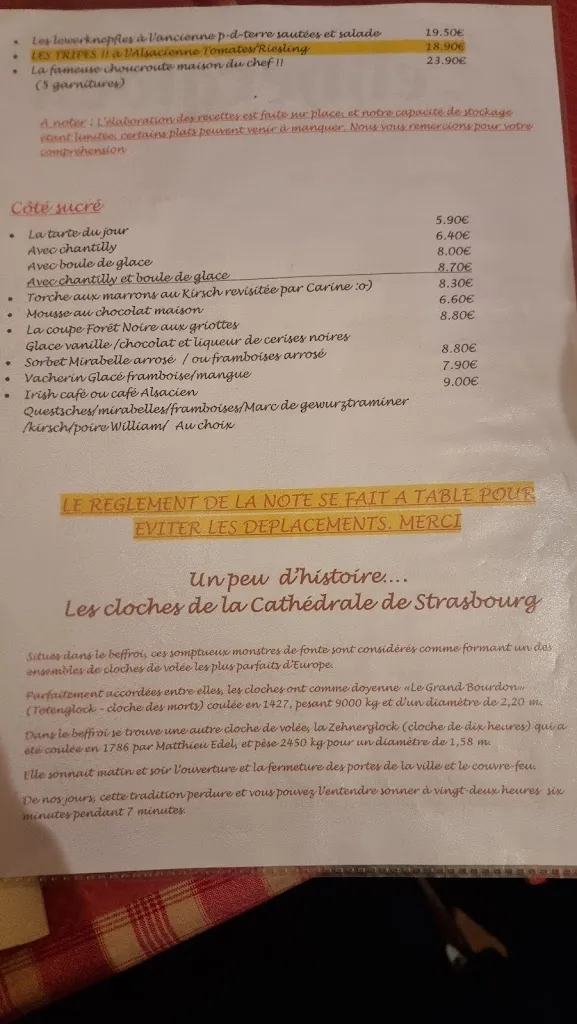 Les lewerknepfles à l'ancienne p-d-terre sautées et salade 19.50€
LES TRIPES !! à l'Alsacienne Tomates/Riesling 18.90€
La fameuse choucroute maison du chef !! 23.90€
(5 garnitures)
A noter : L'élaboration des recettes est faite sur place, et notre capacité de stockage
étant limitée, certains plats peuvent venir à manquer. Nous vous remercions pour votre
compréhension
Côté sucré
La tarte du jour 5.90€
Avec chantilly 6.40€
Avec boule de glace 8.00€
Avec chantilly et boule de glace 8.70€
Torche aux marrons au Kirsch revisitée par Carine :o) 8.30€
Mousse au chocolat maison 6.60€
La coupe Forêt Noire aux griottes 8.80€
Glace vanille /chocolat et liqueur de cerises noires
Sorbet Mirabelle arrosé / ou framboises arrosé 8.80€
Vacherin Glacé framboise/mangue 7.90€
Irish café ou café Alsacien 9.00€
Questsches/mirabelles/framboises/Marc de gewurztraminer
/kirsch/poire William/ Au choix
LE REGLEMENT DE LA NOTE SE FAIT A TABLE POUR
EVITER LES DEPLACEMENTS. MERCI
Un peu d'histoire....
Les cloches de la Cathédrale de Strasbourg
Situés dans le beffroi, ces somptueux monstres de fonte sont considérés comme formant un des
ensembles de cloches de volée les plus parfaits d'Europe.
Parfaitement accordées entre elles, les cloches ont comme doyenne «Le Grand Bourdon»
(Totenglock – cloche des morts) coulée en 1427, pesant 9000 kg et d'un diamètre de 2,20 m.
Dans le beffroi se trouve une autre cloche de volée, la Zehnerglock (cloche de dix heures) qui a
été coulée en 1786 par Matthieu Edel, et pèse 2450 kg pour un diamètre de 1,58 m.
Elle sonnait matin et soir l'ouverture et la fermeture des portes de la ville et le couvre-feu.
De nos jours, cette tradition perdure et vous pouvez l'entendre sonner à vingt-deux heures six
minutes pendant 7 minutes.